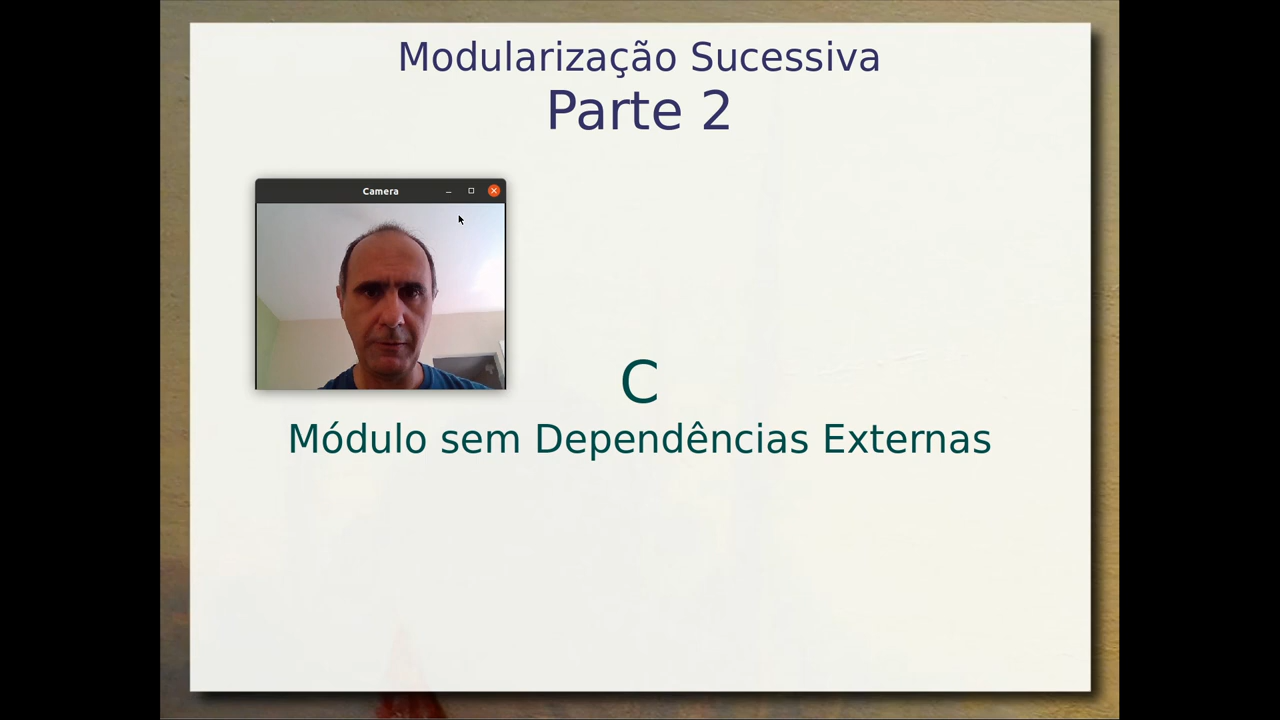 Modularização Sucessiva
Parte 2
Camera
C
Módulo sem Dependências Externas